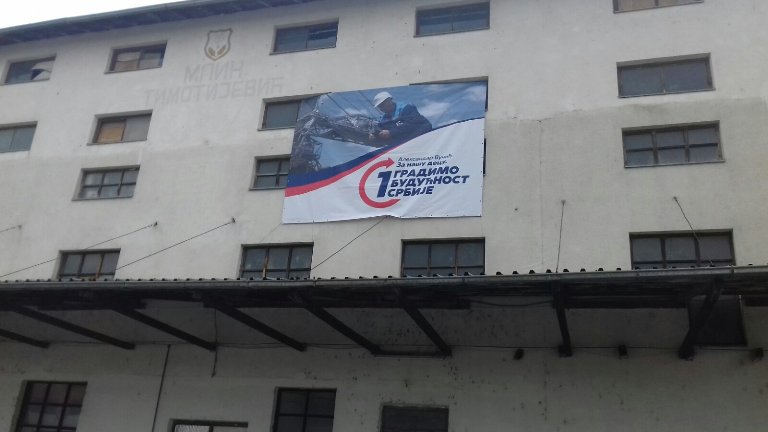 МЛИН
ТИМОТИЈЕВИЋ
Александар Вучић
За нашу децу.
1
ГРАДИМО
БУДУЋНОСТ
СРБИЈЕ